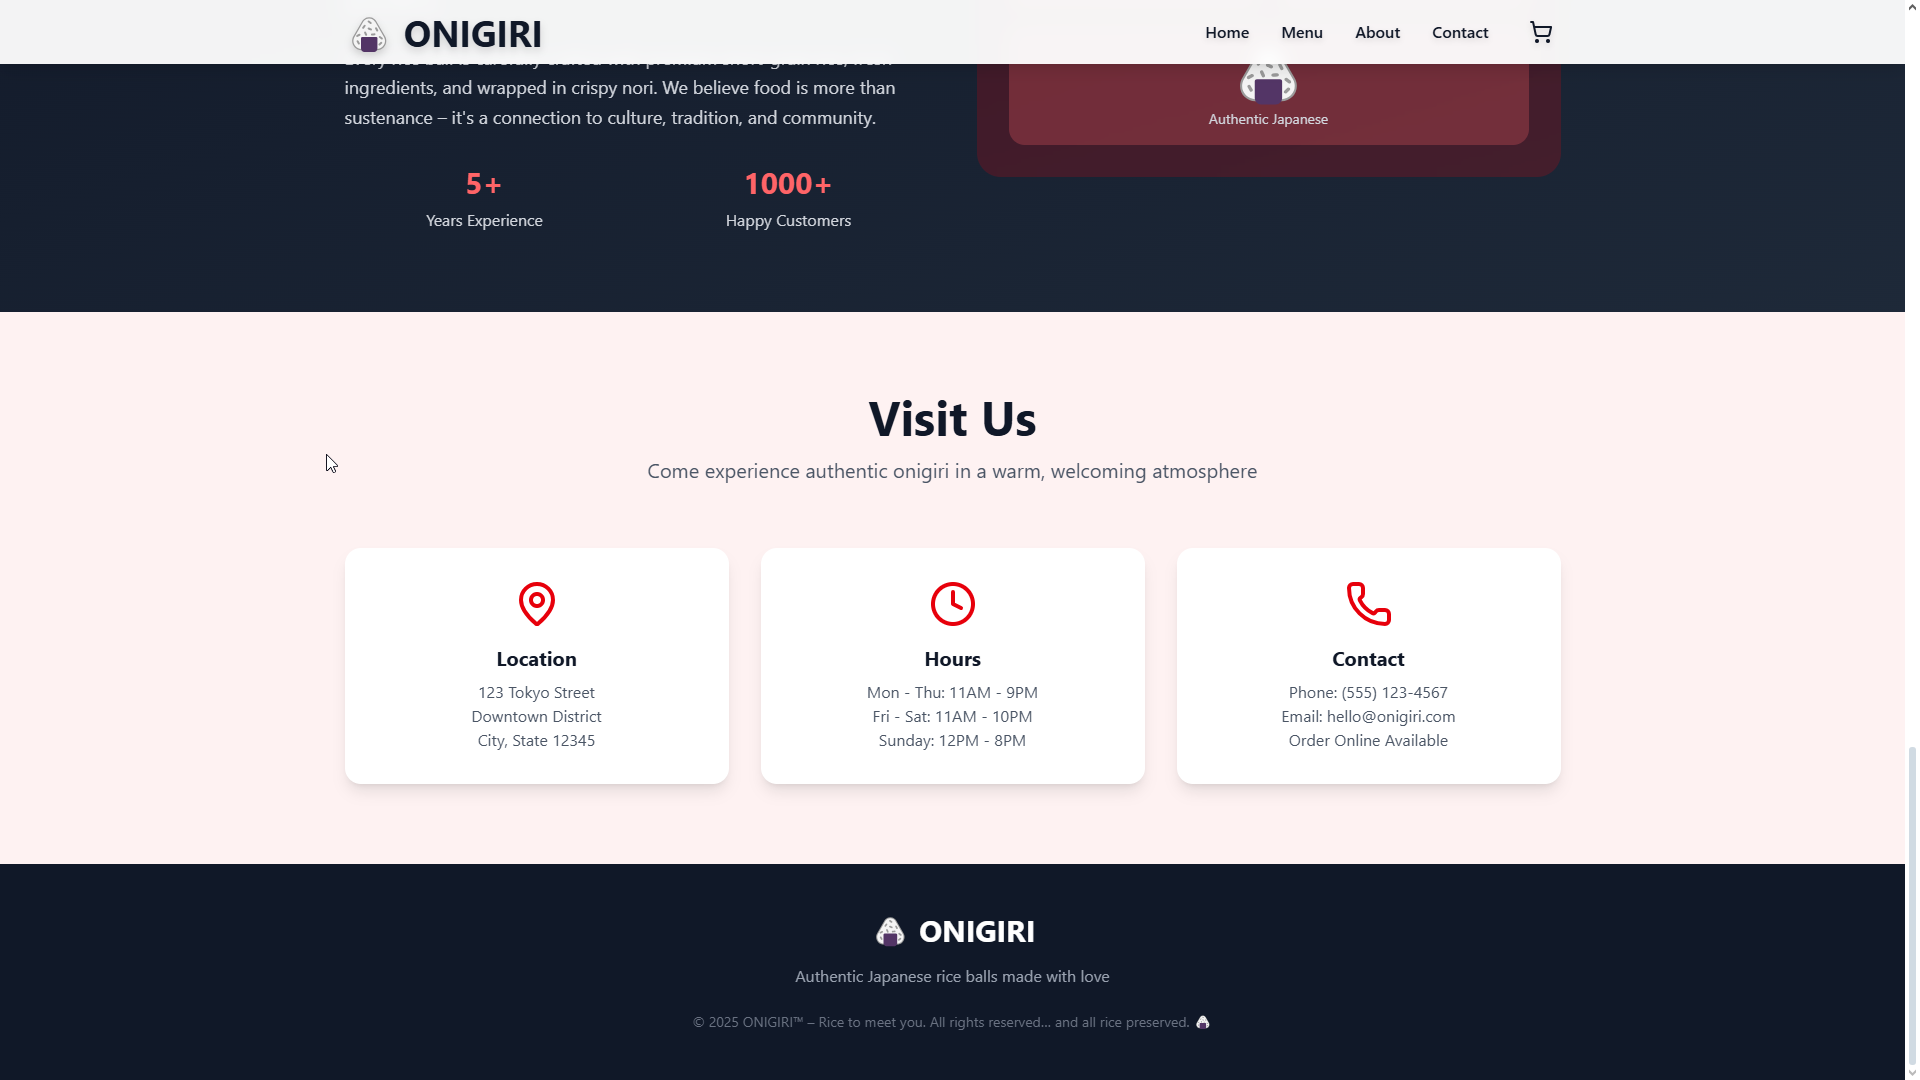 ONIGIRI
Home
Menu
About
Contact
ingredients, and wrapped in crispy nori. We believe food is more than
sustenance – it's a connection to culture, tradition, and community.
5+
Years Experience
1000+
Happy Customers
Authentic Japanese
Visit Us
Come experience authentic onigiri in a warm, welcoming atmosphere
Location
123 Tokyo Street
Downtown District
City, State 12345
Hours
Mon - Thu: 11AM - 9PM
Fri - Sat: 11AM - 10PM
Sunday: 12PM - 8PM
Contact
Phone: (555) 123-4567
Email: hello@onigiri.com
Order Online Available
ONIGIRI
Authentic Japanese rice balls made with love
© 2025 ONIGIRI™ – Rice to meet you. All rights reserved... and all rice preserved. 🍙